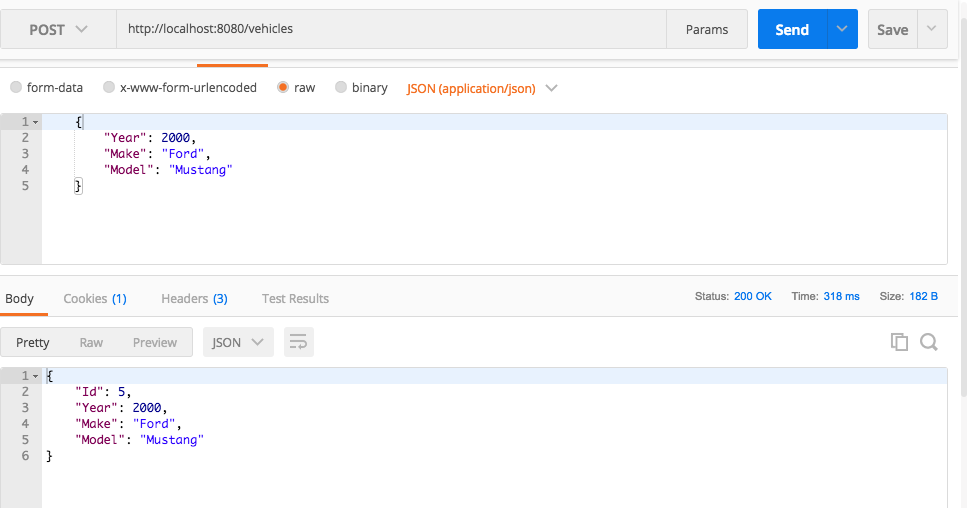 POST http://localhost:8080/vehicles Params Send Save
form-data x-www-form-urlencoded raw binary JSON (application/json)
1 {
2 "Year": 2000,
3 "Make": "Ford",
4 "Model": "Mustang"
5 }
Body Cookies (1) Headers (3) Test Results Status: 200 OK Time: 318 ms Size: 182 B
Pretty Raw Preview JSON
1 {
2 "Id": 5,
3 "Year": 2000,
4 "Make": "Ford",
5 "Model": "Mustang"
6 }